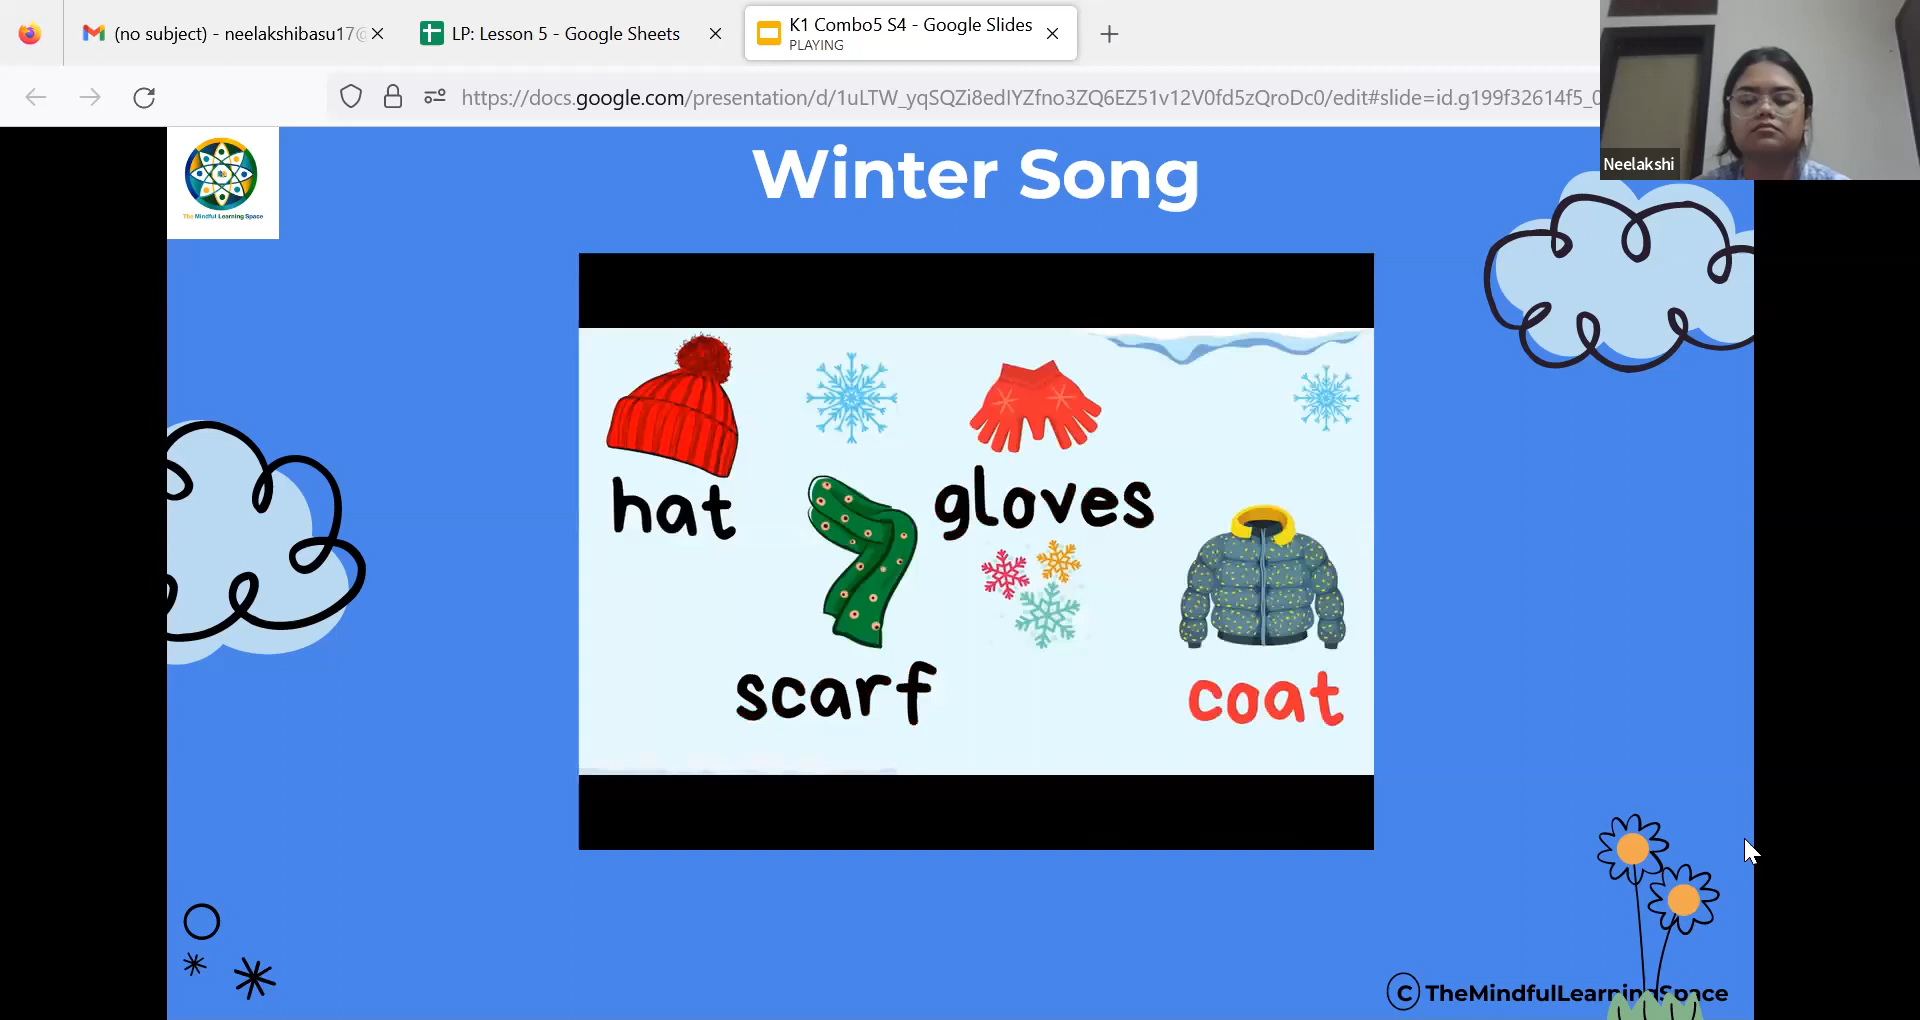 (no subject) - neelakshibasu17@
LP: Lesson 5 - Google Sheets
K1 Combo5 S4 - Google Slides
PLAYING
https://docs.google.com/presentation/d/1uLTW_yqSQZi8edIYZfno3ZQ6EZ51v12V0fd5zQroDc0/edit#slide=id.g199f32614f5_0
Neelakshi
The Mindful Learning Space
Winter Song
hat
gloves
scarf
coat
© TheMindfulLearningSpace